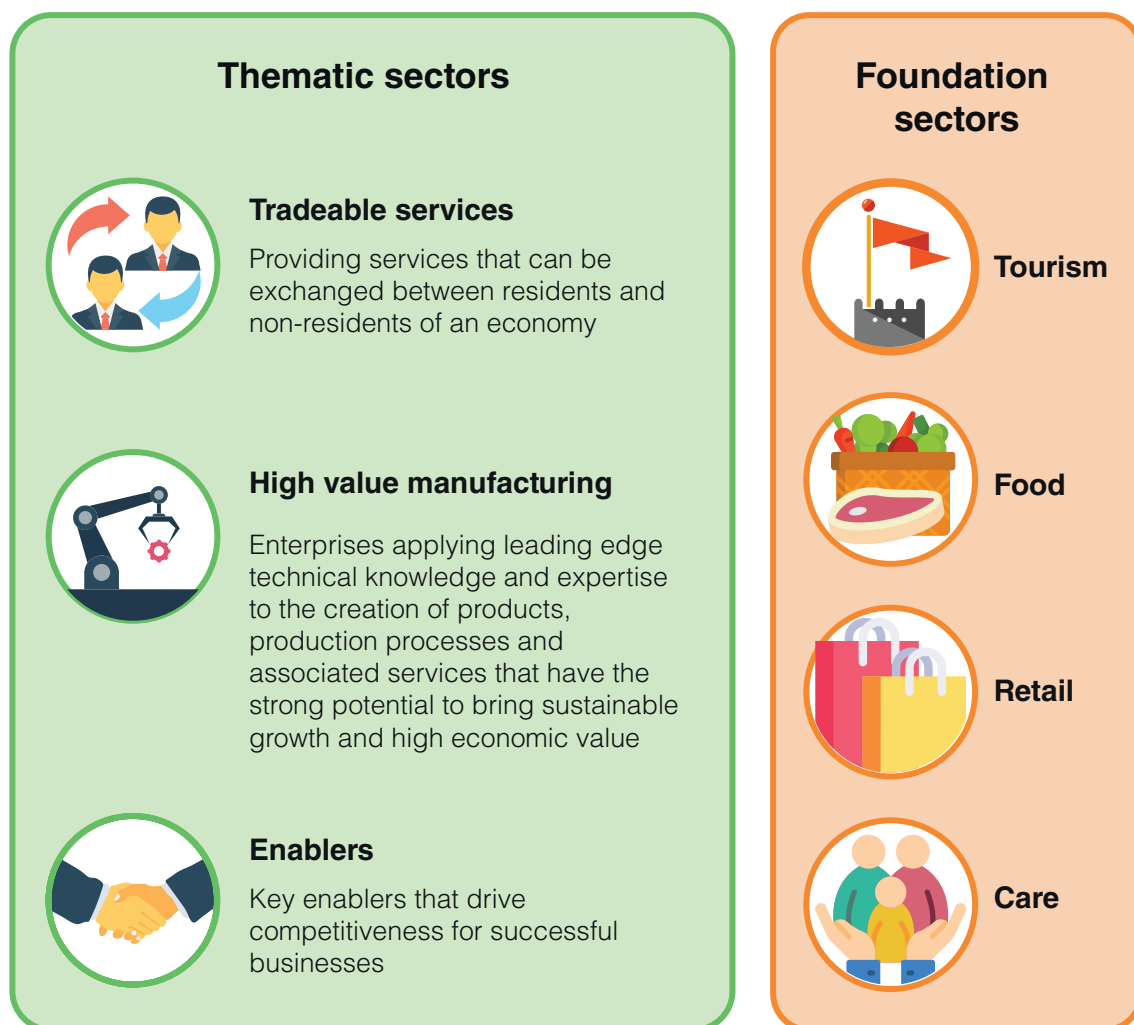 Thematic sectors
Tradeable services
Providing services that can be
exchanged between residents and
non-residents of an economy
High value manufacturing
Enterprises applying leading edge
technical knowledge and expertise
to the creation of products,
production processes and
associated services that have the
strong potential to bring sustainable
growth and high economic value
Enablers
Key enablers that drive
competitiveness for successful
businesses
Foundation
sectors
Tourism
Food
Retail
Care